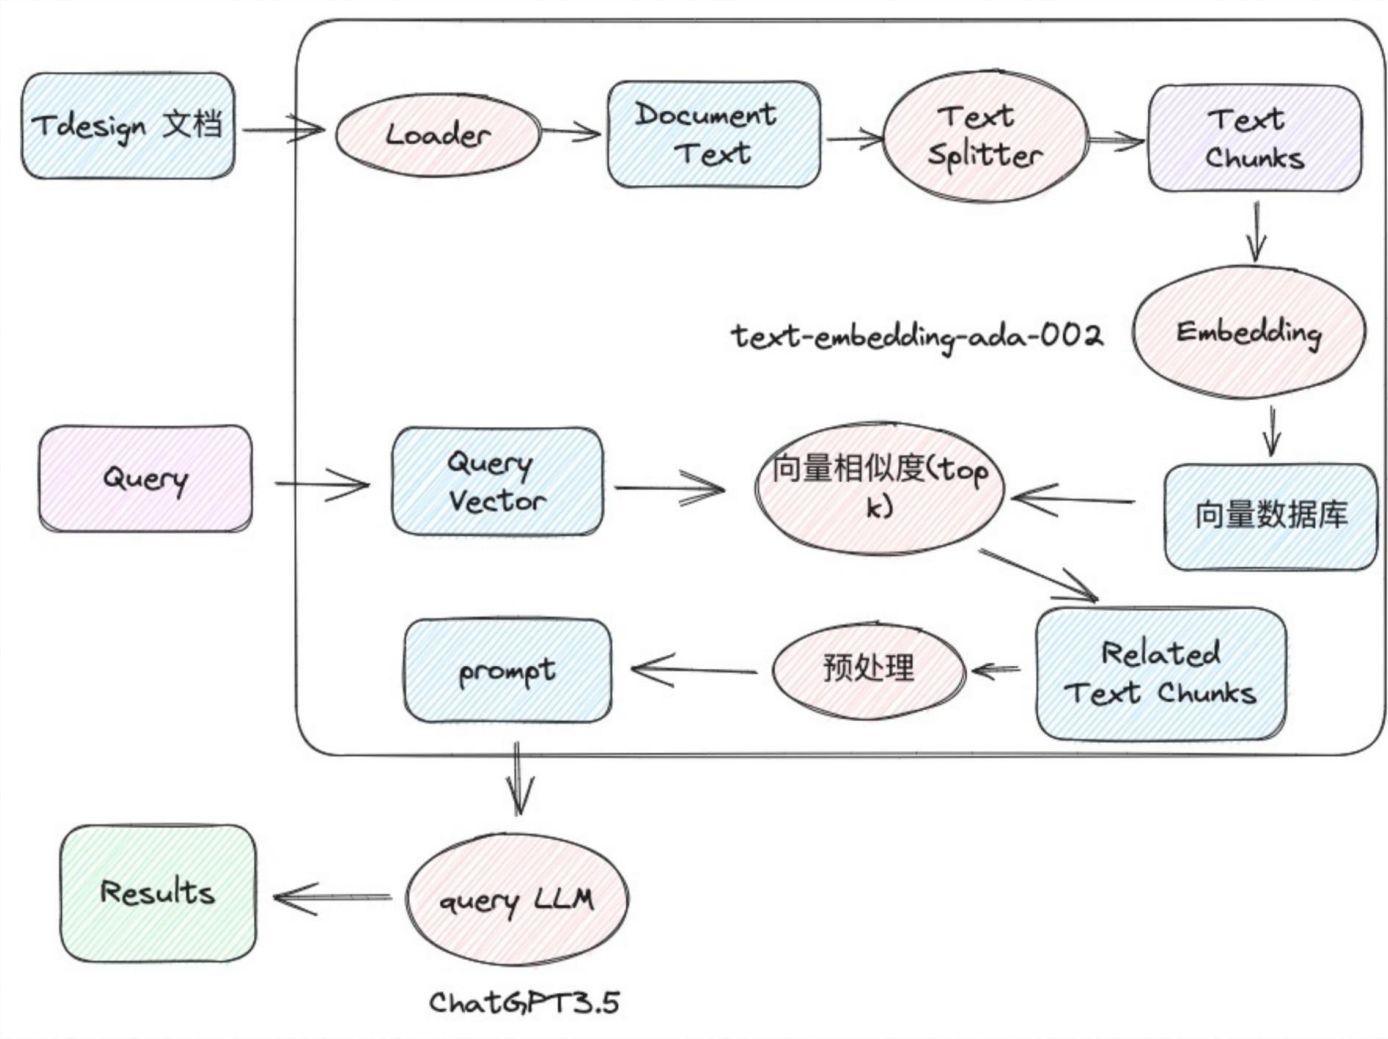 Tdesign 文档
Loader
Document
Text
Text
Splitter
Text
Chunks
text-embedding-ada-002
Embedding
Query
Query
Vector
向量相似度(top
k)
向量数据库
prompt
预处理
Related
Text Chunks
Results
query LLM
ChatGPT3.5